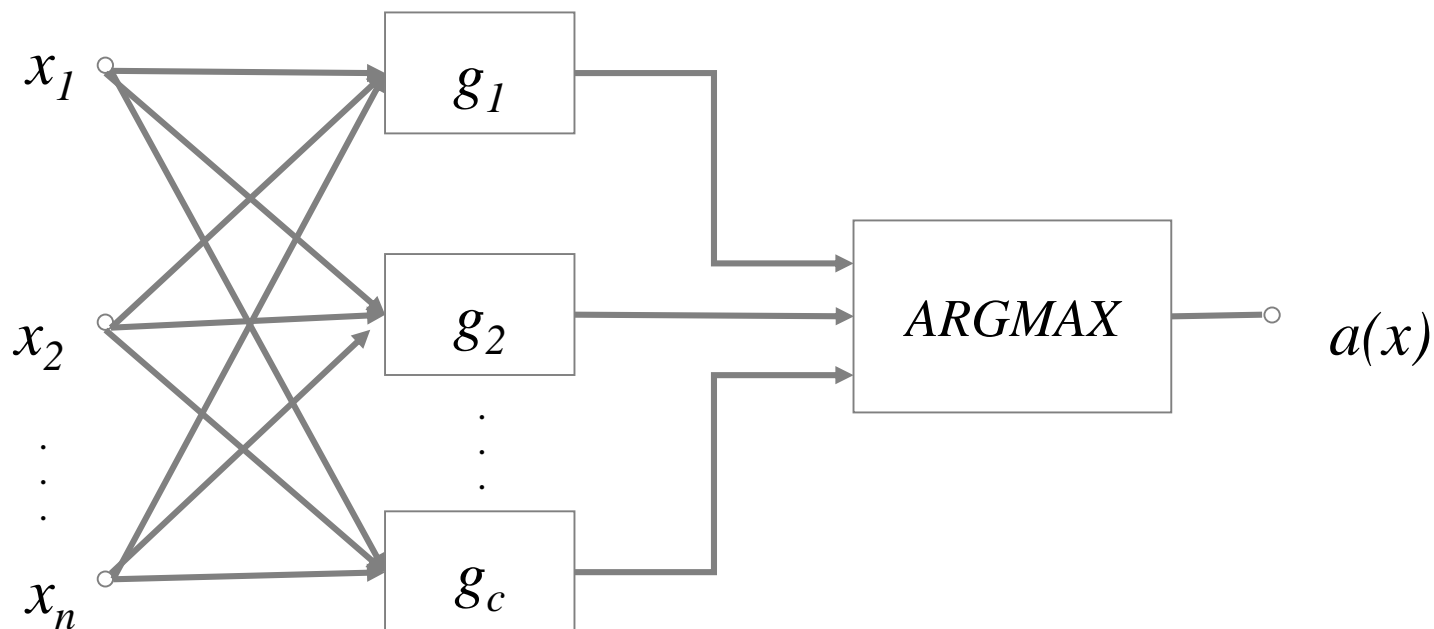 x1
g1
x2
g2
ARGMAX
a(x)
.
.
.
.
.
.
xn
gc